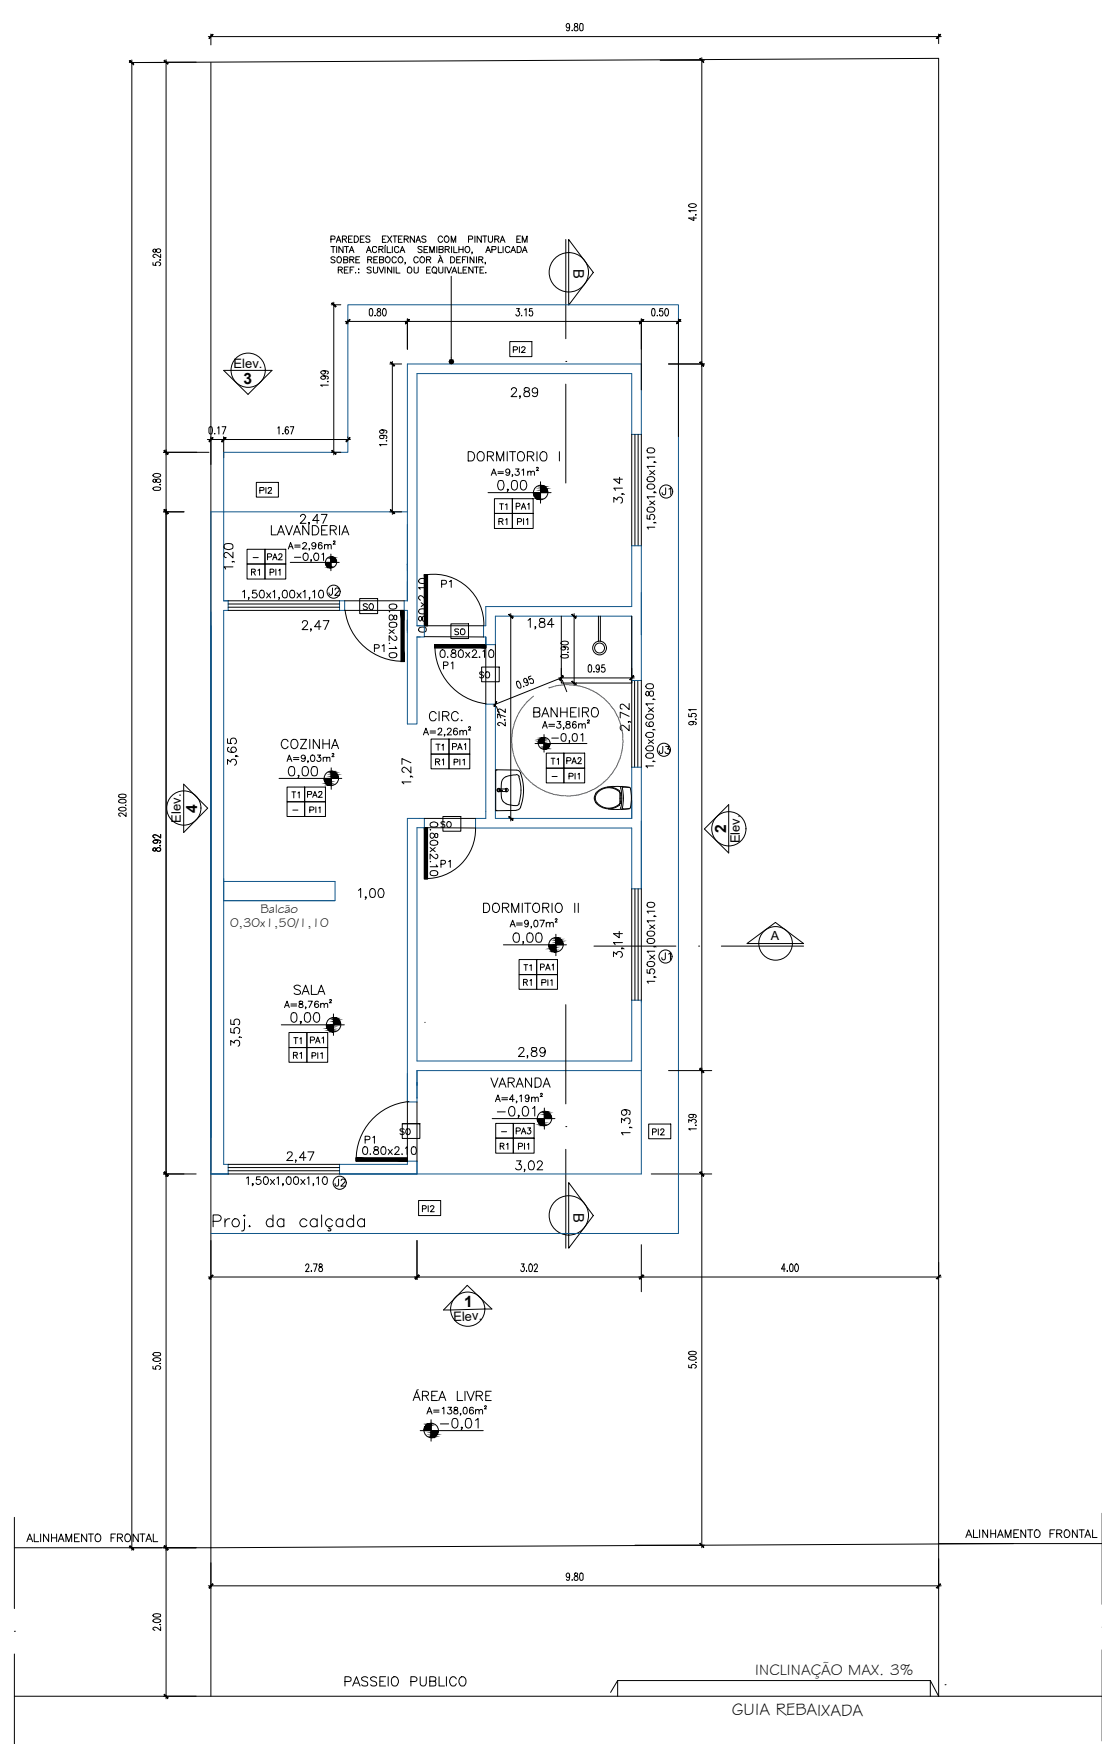 9.80
4.10
5.28
PAREDES EXTERNAS COM PINTURA EM
TINTA ACRÍLICA SEMIBRILHO, APLICADA
SOBRE REBOCO, COR À DEFINIR,
REF.: SUVINIL OU EQUIVALENTE.
B
0.80
3.15
0.50
PI2
Elev.
3
1.99
2,89
0.17
1.67
1.99
DORMITORIO I
A=9,31m²
0,00
T1 PA1
R1 PI1
3,14
1,50x1,00x1,10
J1
0.80
PI2
2,47
LAVANDERIA
A=2,96m²
-0,01
- PA2
R1 PI1
1,20
1,50x1,00x1,10 J2
S0
0.80x2.10
P1
2,47
0.80x2.10
P1
S0
0.80x2.10
P1
S0
1,84
0.90
0.95
0.95
2.72
BANHEIRO
A=3,86m²
-0,01
T1 PA2
- PI1
2,72
1,00x0,60x1,80
J3
9.51
CIRC.
A=2,26m²
T1 PA1
R1 PI1
1,27
COZINHA
A=9,03m²
0,00
T1 PA2
- PI1
3,65
20.00
Elev.
4
8.92
2
Elev.
S0
0.80x2.10
P1
Balcão
0,30x1,50/1,10
1,00
DORMITORIO II
A=9,07m²
0,00
T1 PA1
R1 PI1
3,14
1,50x1,00x1,10
J1
A
SALA
A=8,76m²
0,00
T1 PA1
R1 PI1
3,55
2,89
VARANDA
A=4,19m²
-0,01
- PA3
R1 PI1
1,39
PI2
1.39
3,02
P1
S0
0.80x2.10
2,47
1,50x1,00x1,10 J2
PI2
B
Proj. da calçada
2.78
3.02
4.00
1
Elev.
5.00
5.00
ÁREA LIVRE
A=138,06m²
-0,01
ALINHAMENTO FRONTAL
ALINHAMENTO FRONTAL
9.80
2.00
PASSEIO PUBLICO
INCLINAÇÃO MAX. 3%
GUIA REBAIXADA